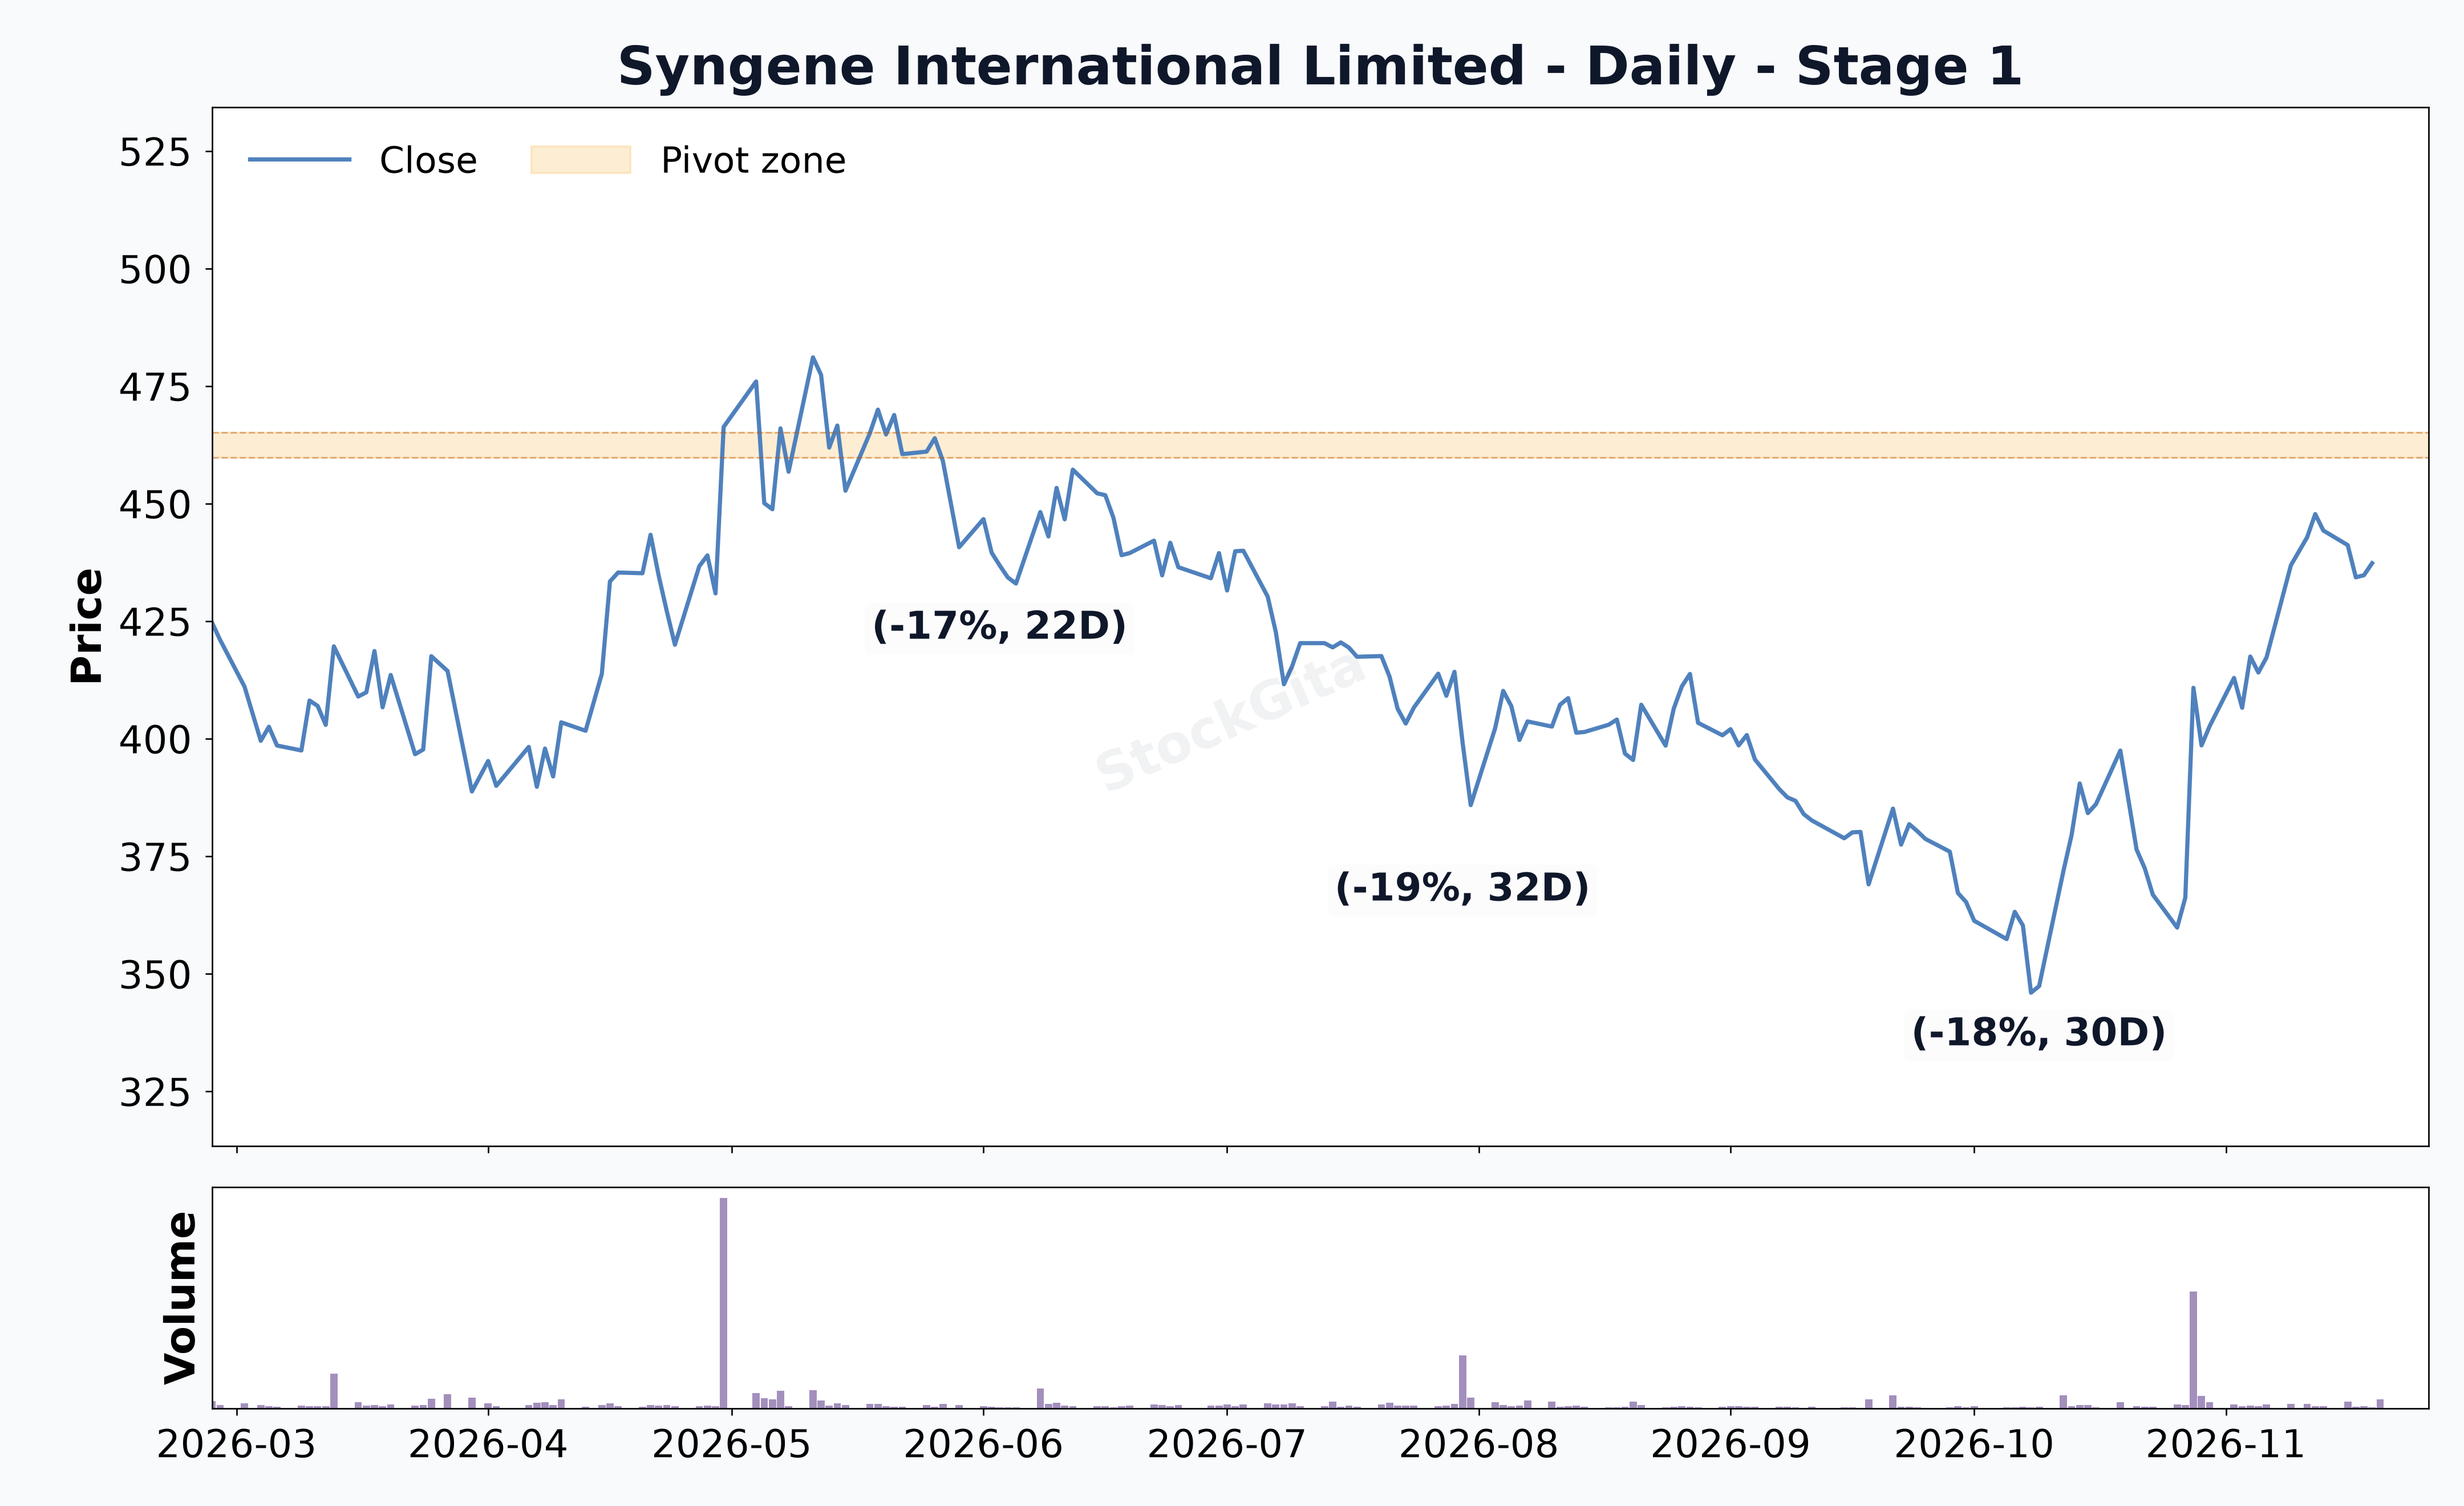 Syngene International Limited - Daily - Stage 1
Close
Pivot zone
Price
525
500
475
450
425
400
375
350
325
(-17%, 22D)
(-19%, 32D)
(-18%, 30D)
StockGita
Volume
2026-03
2026-04
2026-05
2026-06
2026-07
2026-08
2026-09
2026-10
2026-11